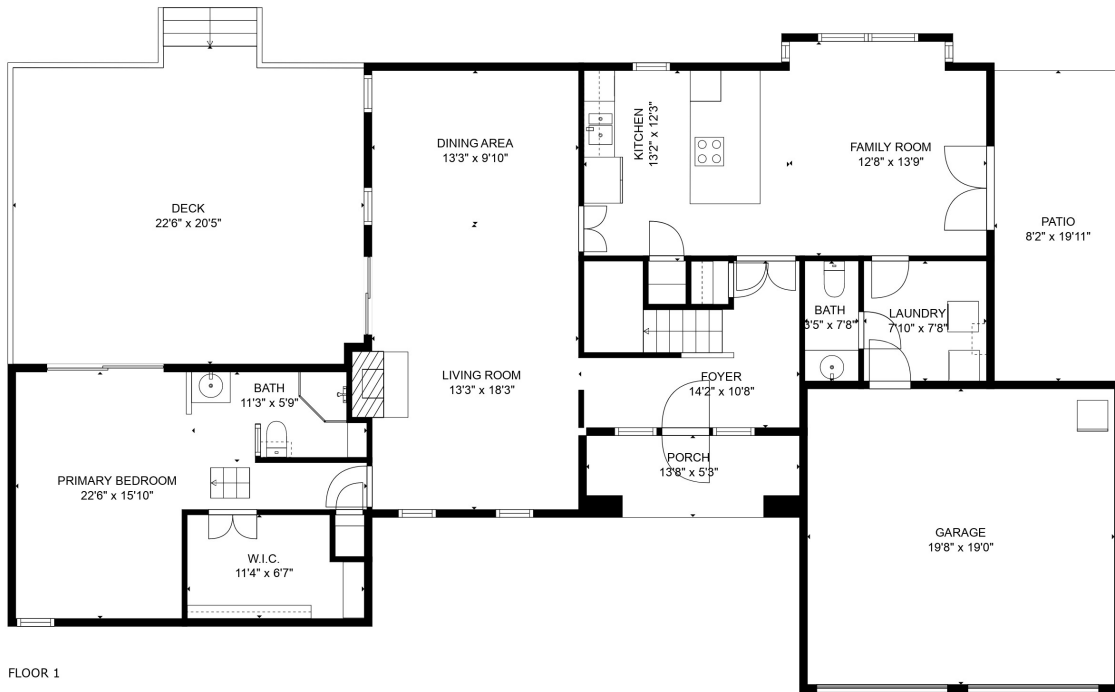 DINING AREA
13'3" x 9'10"
KITCHEN
13'2" x 12'3"
FAMILY ROOM
12'8" x 13'9"
DECK
22'6" x 20'5"
PATIO
8'2" x 19'11"
BATH
3'5" x 7'8"
LAUNDRY
7'10" x 7'8"
LIVING ROOM
13'3" x 18'3"
FOYER
14'2" x 10'8"
BATH
11'3" x 5'9"
PORCH
13'8" x 5'3"
PRIMARY BEDROOM
22'6" x 15'10"
GARAGE
19'8" x 19'0"
W.I.C.
11'4" x 6'7"
FLOOR 1